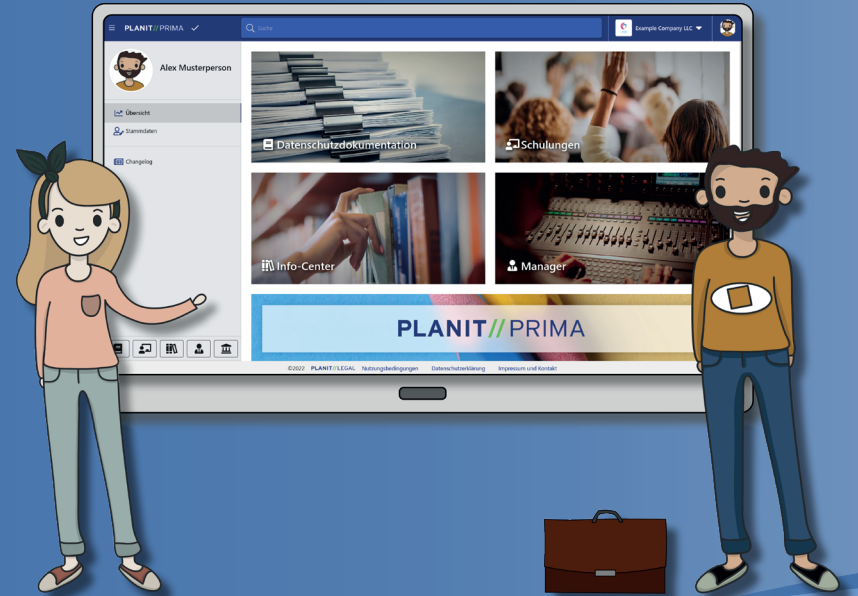 PLANIT//PRIMA
Suche
Example Company LLC
Alex Musterperson
Übersicht
Stammdaten
Changelog
Datenschutzdokumentation
Schulungen
Info-Center
Manager
PLANIT//PRIMA
©2022 PLANIT//LEGAL Nutzungsbedingungen Datenschutzerklärung Impressum und Kontakt